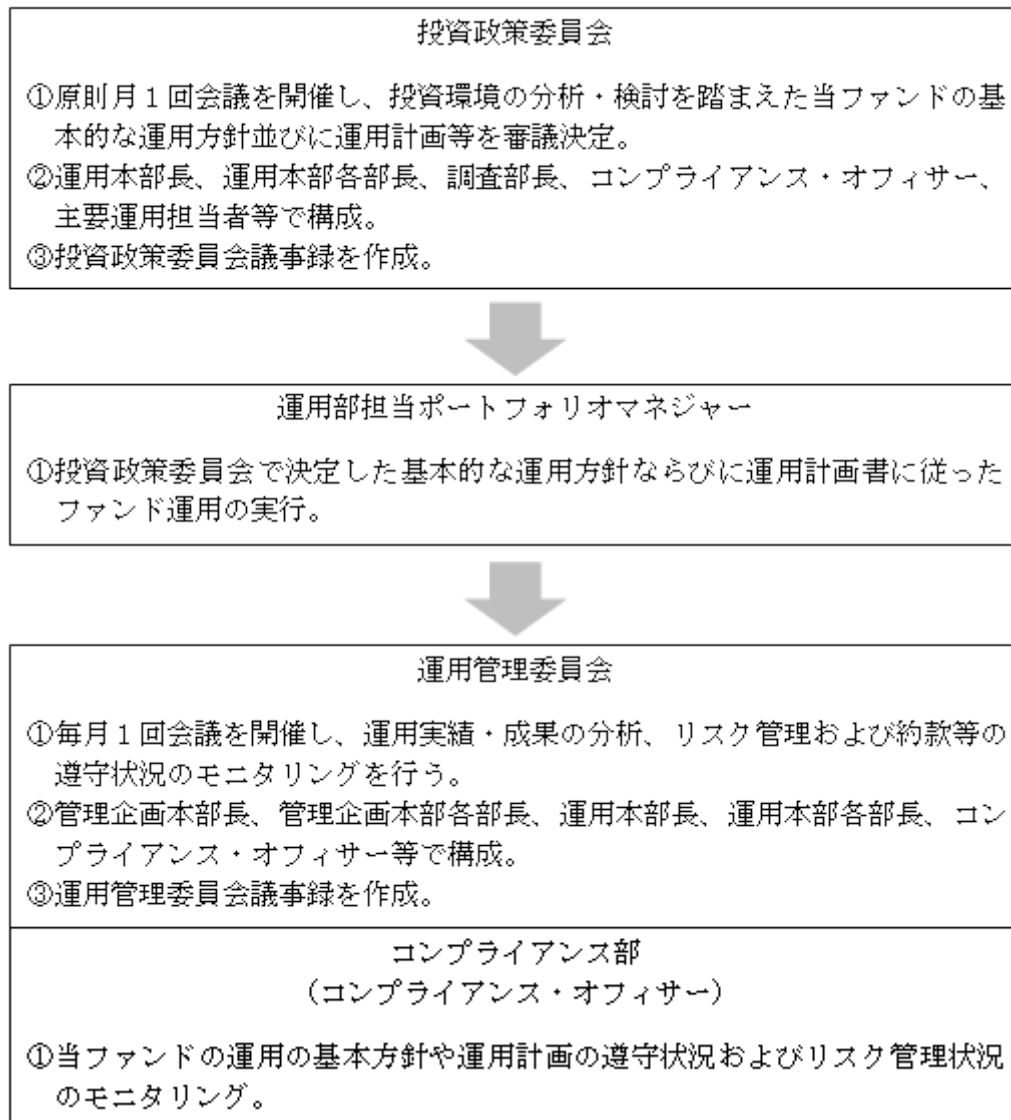 投資政策委員会
①原則月１回会議を開催し、投資環境の分析・検討を踏まえた当ファンドの基
本的な運用方針並びに運用計画等を審議決定。
②運用本部長、運用本部各部長、調査部長、コンプライアンス・オフィサー、
主要運用担当者等で構成。
③投資政策委員会議事録を作成。
運用部担当ポートフォリオマネジャー
①投資政策委員会で決定した基本的な運用方針ならびに運用計画書に従った
ファンド運用の実行。
運用管理委員会
①毎月１回会議を開催し、運用実績・成果の分析、リスク管理および約款等の
遵守状況のモニタリングを行う。
②管理企画本部長、管理企画本部各部長、運用本部長、運用本部各部長、コン
プライアンス・オフィサー等で構成。
③運用管理委員会議事録を作成。
コンプライアンス部
（コンプライアンス・オフィサー）
①当ファンドの運用の基本方針や運用計画の遵守状況およびリスク管理状況
のモニタリング。